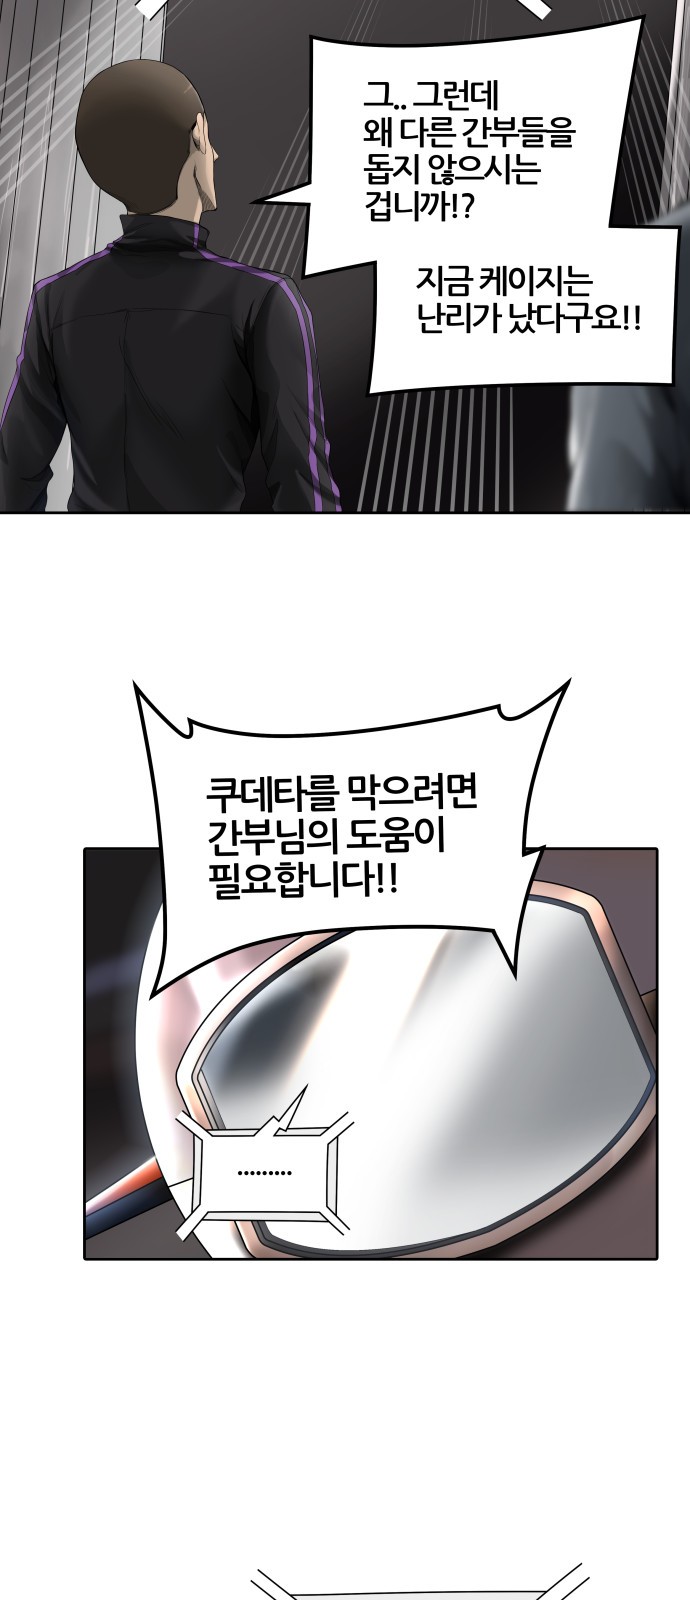 그.. 그런데
왜 다른 간부들을
돕지 않으시는
겁니까!?
지금 케이지는
난리가 났다구요!!
쿠데타를 막으려면
간부님의 도움이
필요합니다!!
.........